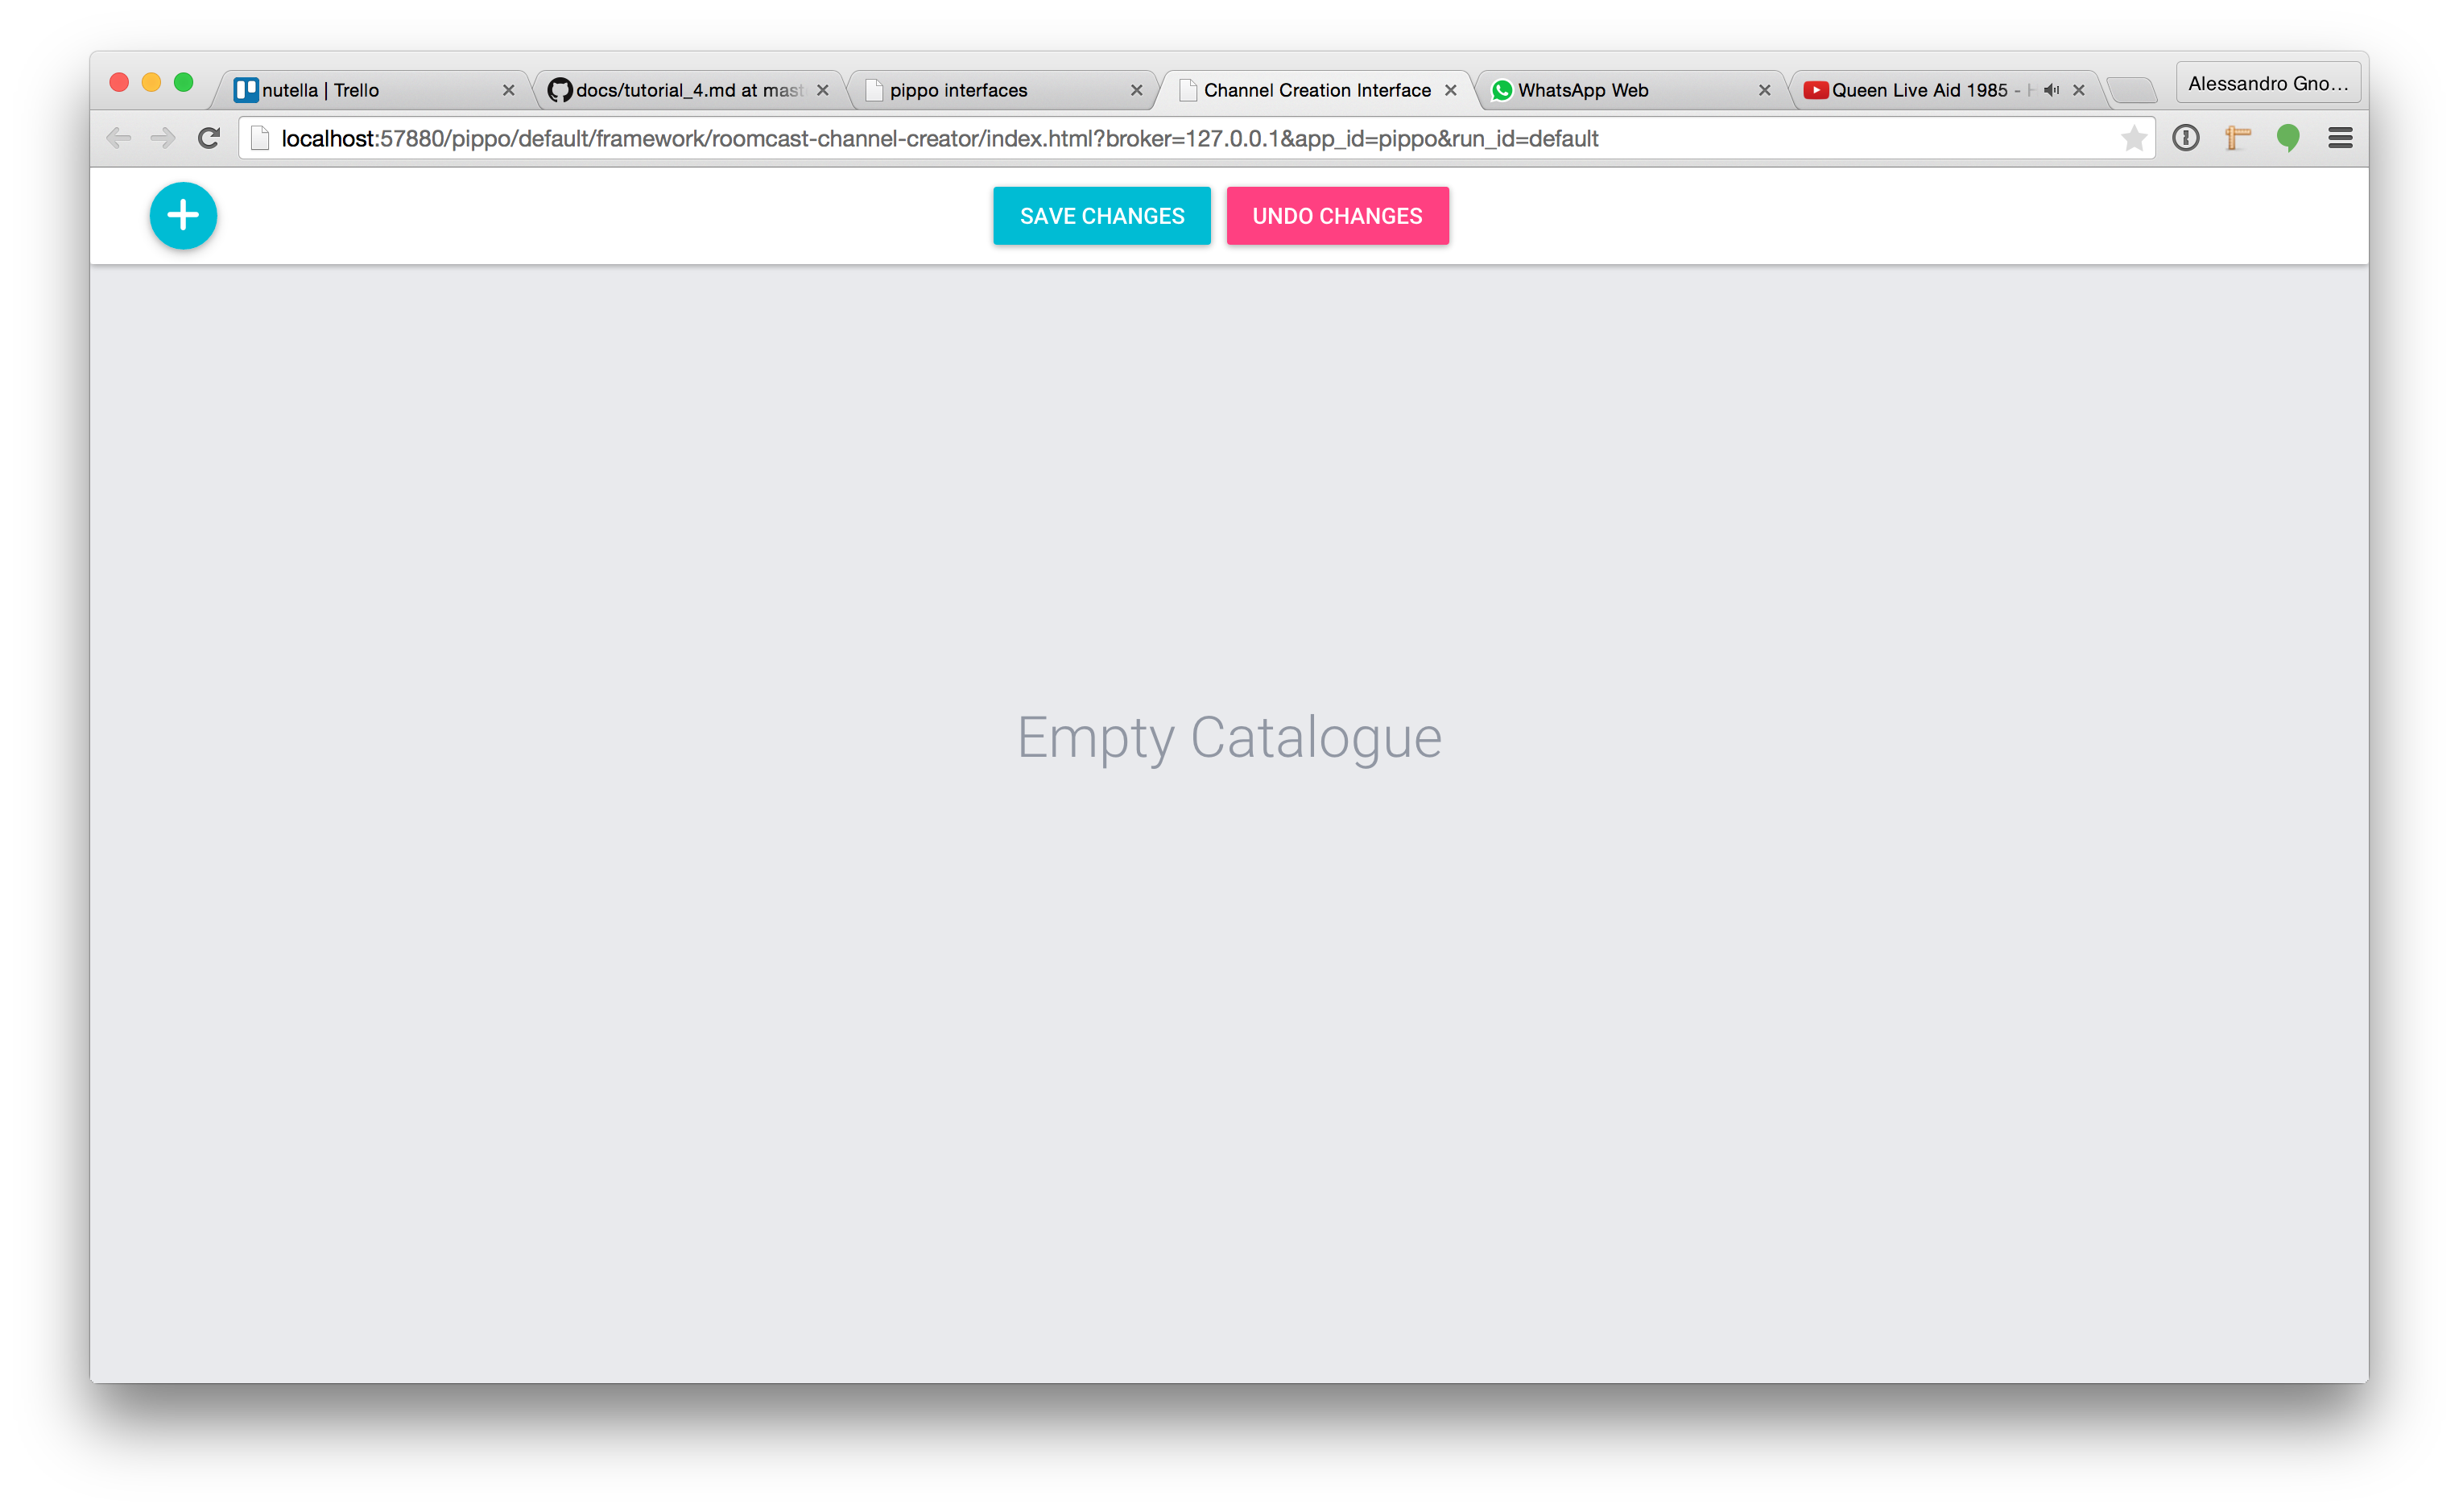 nutella | Trello
docs/tutorial_4.md at mast
pippo interfaces
Channel Creation Interface
WhatsApp Web
Queen Live Aid 1985 - H
Alessandro Gno...
localhost:57880/pippo/default/framework/roomcast-channel-creator/index.html?broker=127.0.0.1&app_id=pippo&run_id=default
SAVE CHANGES
UNDO CHANGES
Empty Catalogue